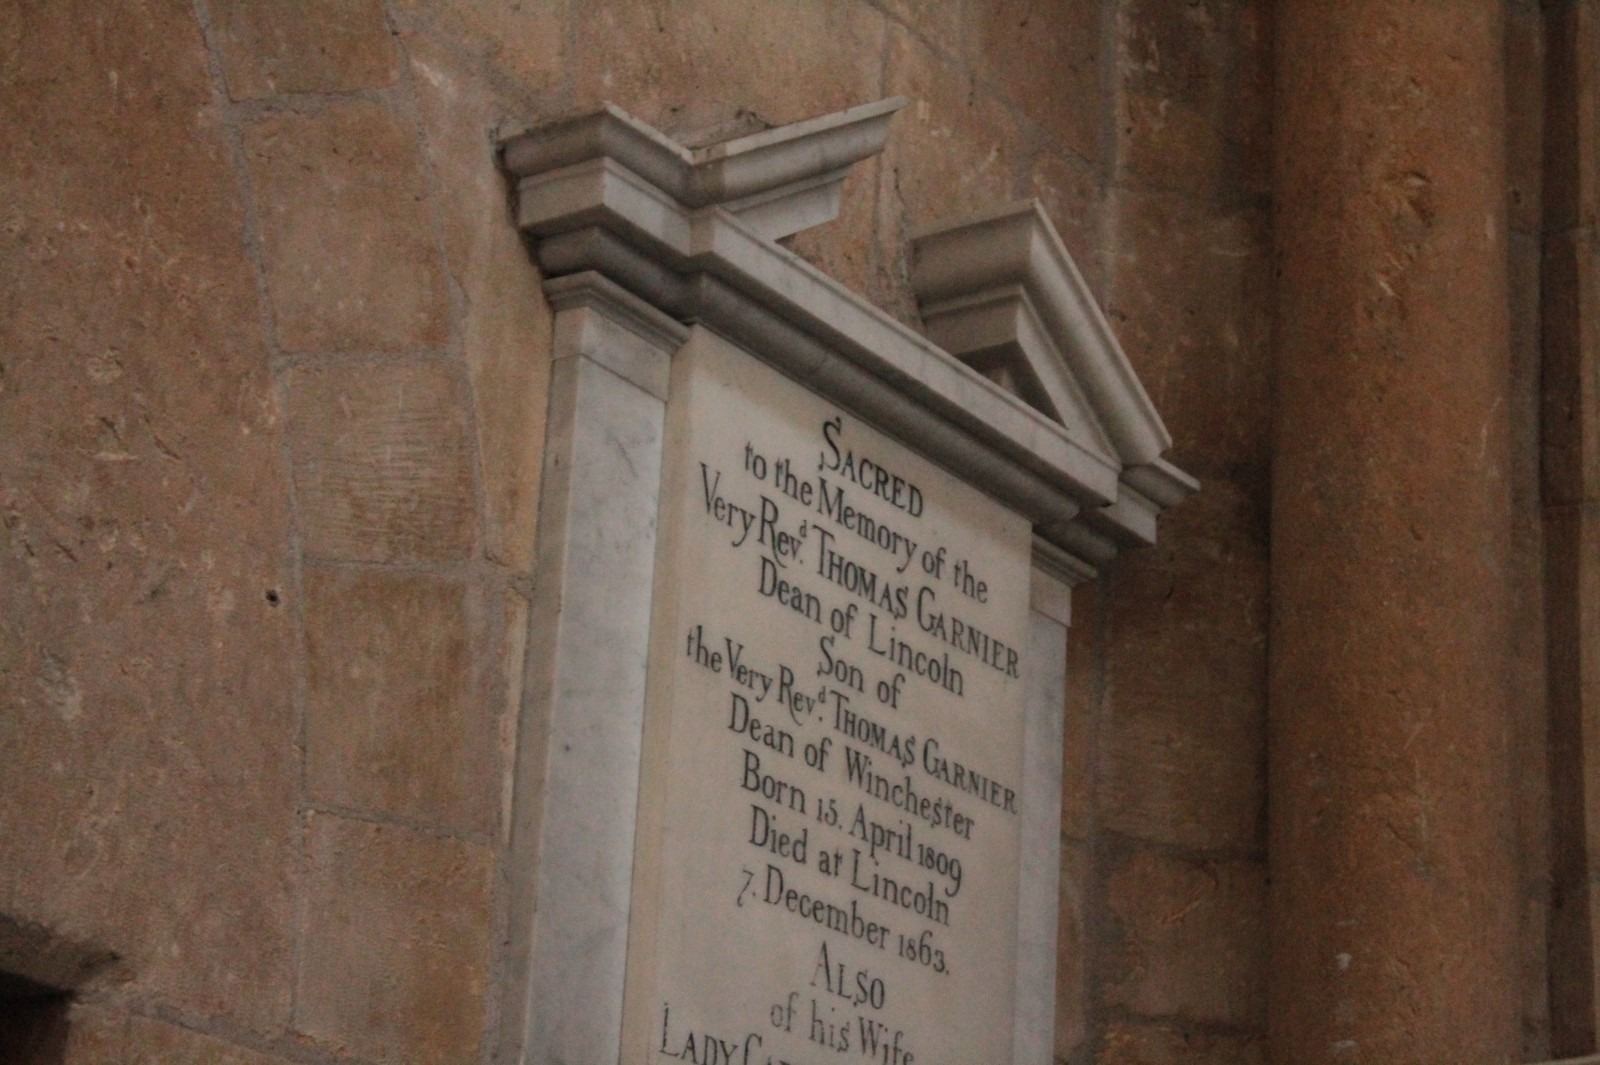 SACRED
to the Memory of the
Very Revd. THOMAS GARNIER
Dean of Lincoln
Son of
the Very Revd. THOMAS GARNIER
Dean of Winchester
Born 15. April 1809
Died at Lincoln
7. December 1863.
ALSO
of his Wife
LADY